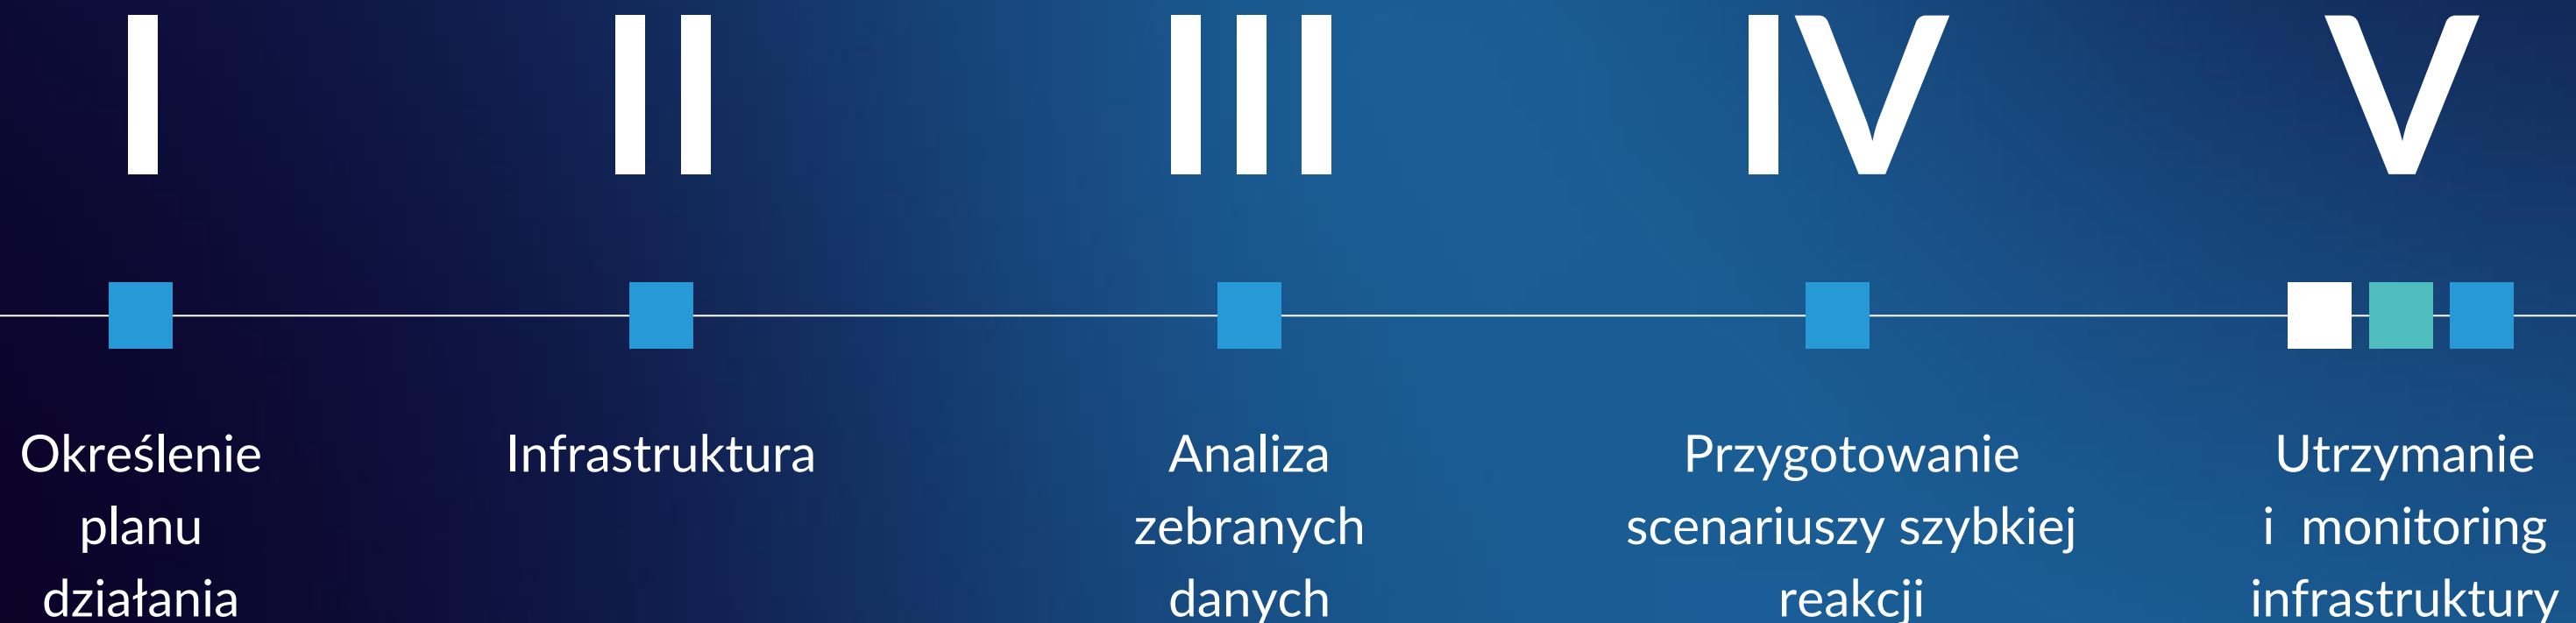 I
II
III
IV
V
Określenie
planu
działania
Infrastruktura
Analiza
zebranych
danych
Przygotowanie
scenariuszy szybkiej
reakcji
Utrzymanie
i monitoring
infrastruktury